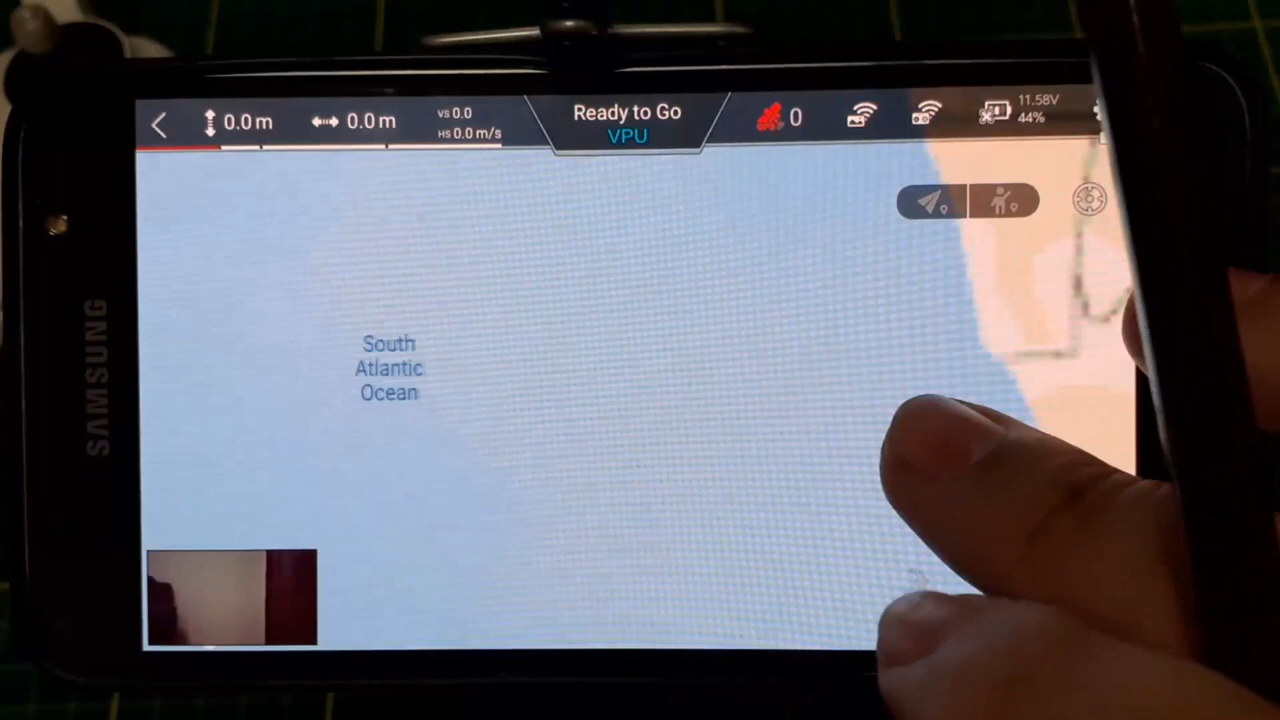 0.0 m
0.0 m
VS 0.0
HS 0.0 m/s
Ready to Go
VPU
0
11.58V
44%
South
Atlantic
Ocean
SAMSUNG